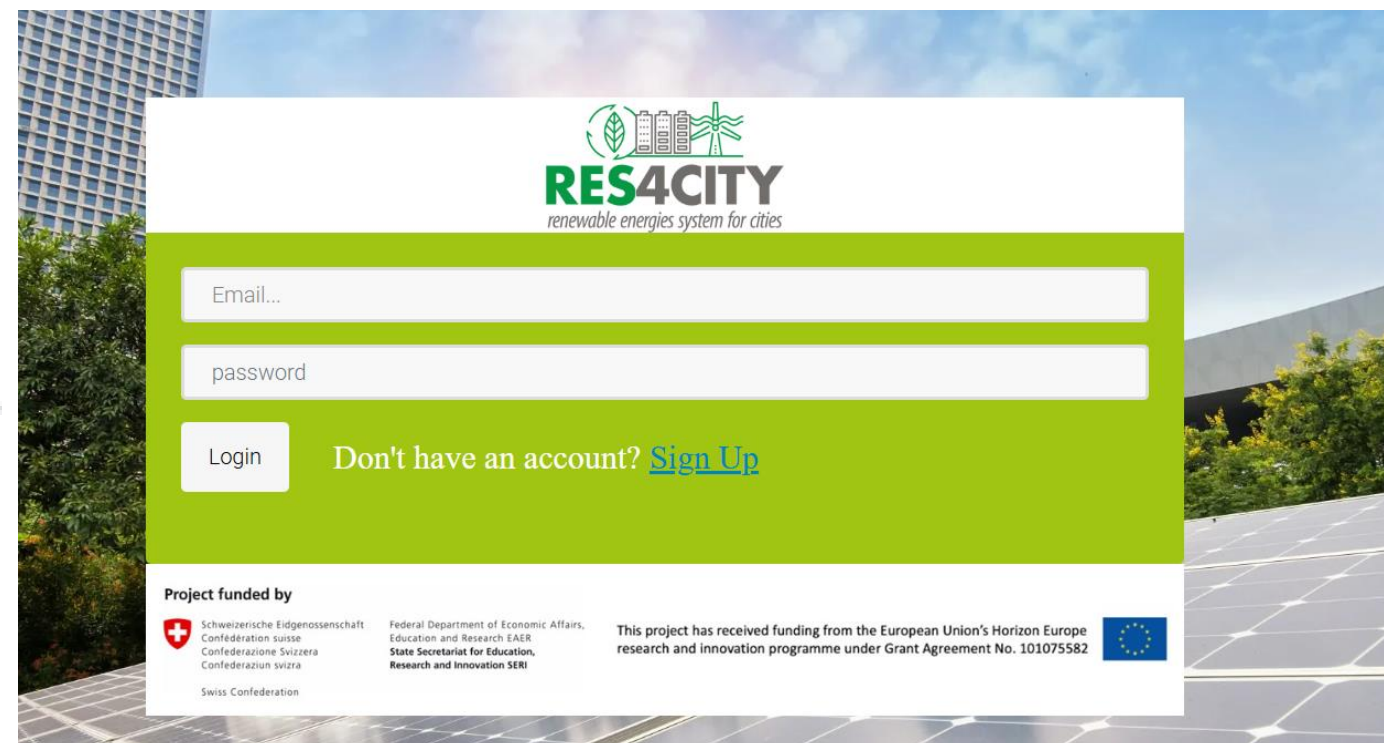 RES4CITY
renewable energies system for cities
Email...
password
Login
Don't have an account? Sign Up
Project funded by
Schweizerische Eidgenossenschaft
Confédération suisse
Confederazione Svizzera
Confederaziun svizra
Swiss Confederation
Federal Department of Economic Affairs,
Education and Research EAER
State Secretariat for Education,
Research and Innovation SERI
This project has received funding from the European Union's Horizon Europe
research and innovation programme under Grant Agreement No. 101075582